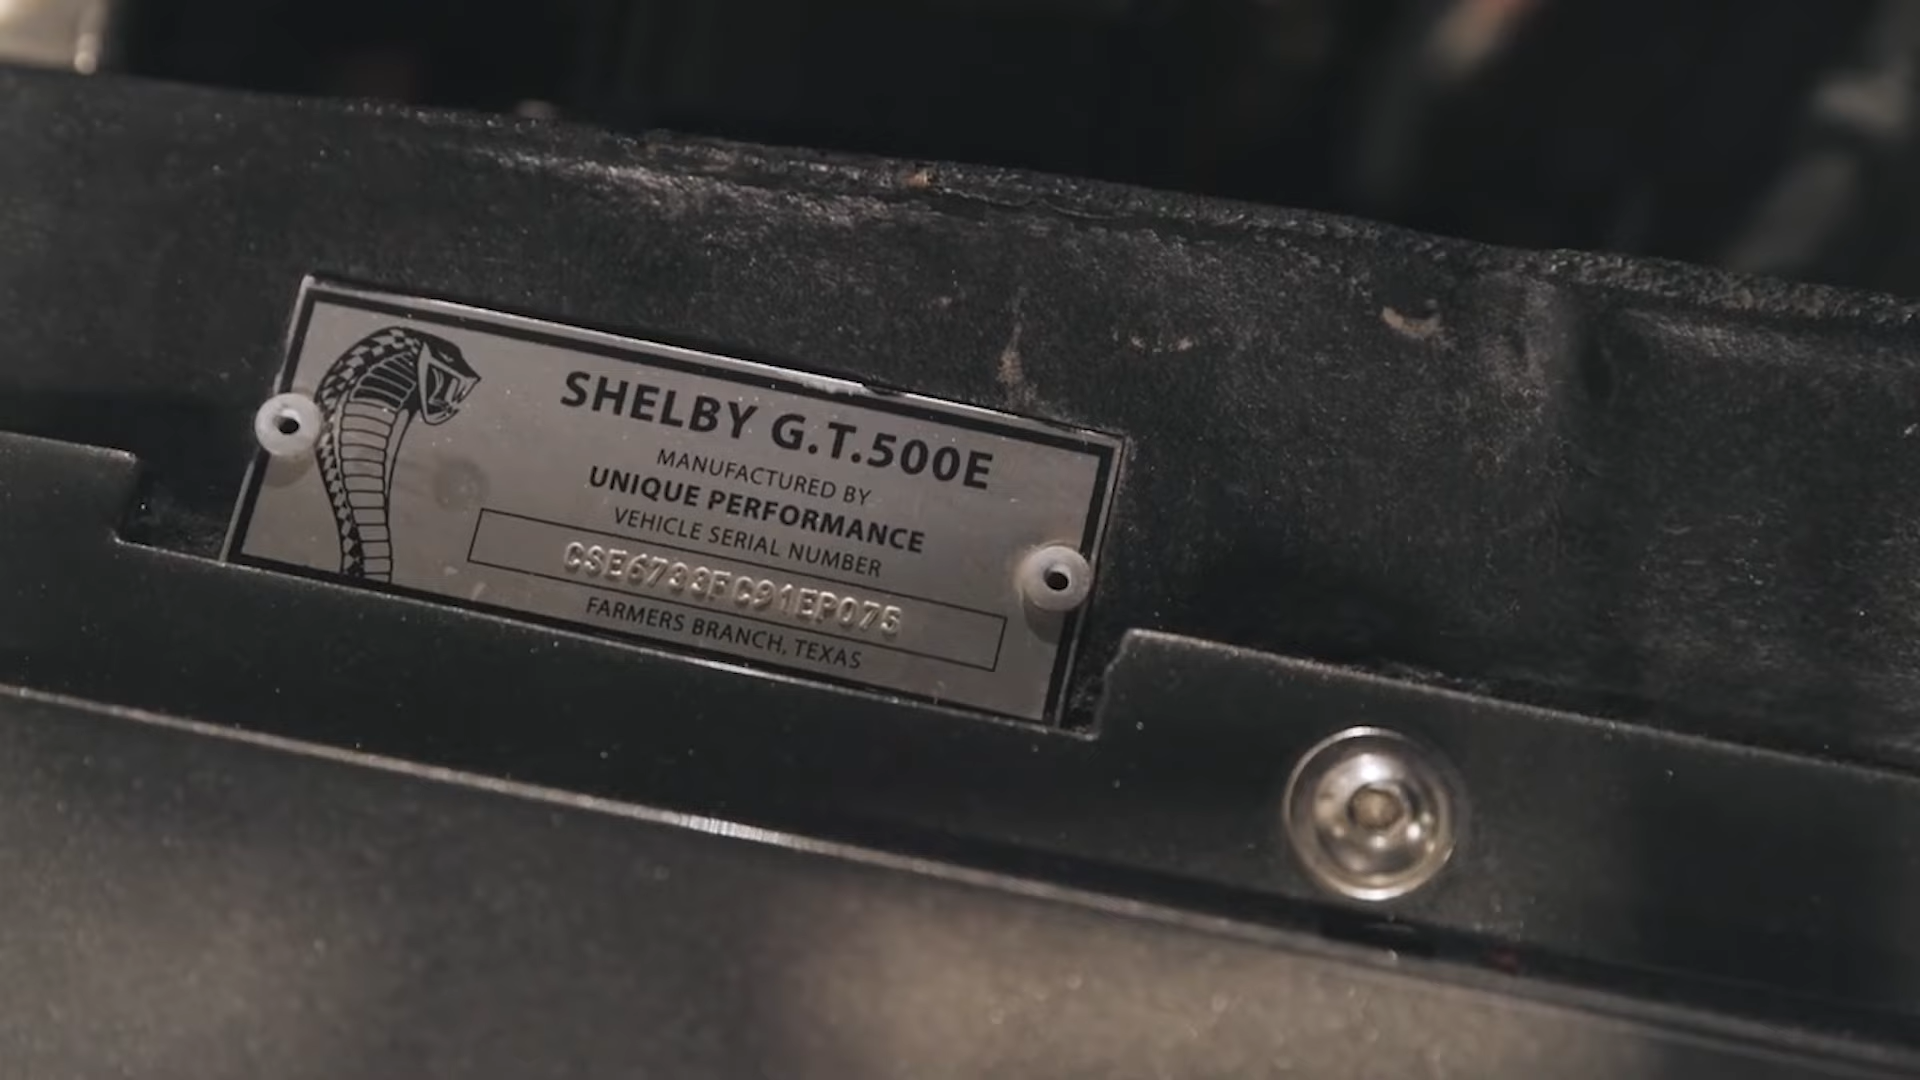 SHELBY G.T.500E
MANUFACTURED BY
UNIQUE PERFORMANCE
VEHICLE SERIAL NUMBER
CSE6733FC91EP075
FARMERS BRANCH, TEXAS